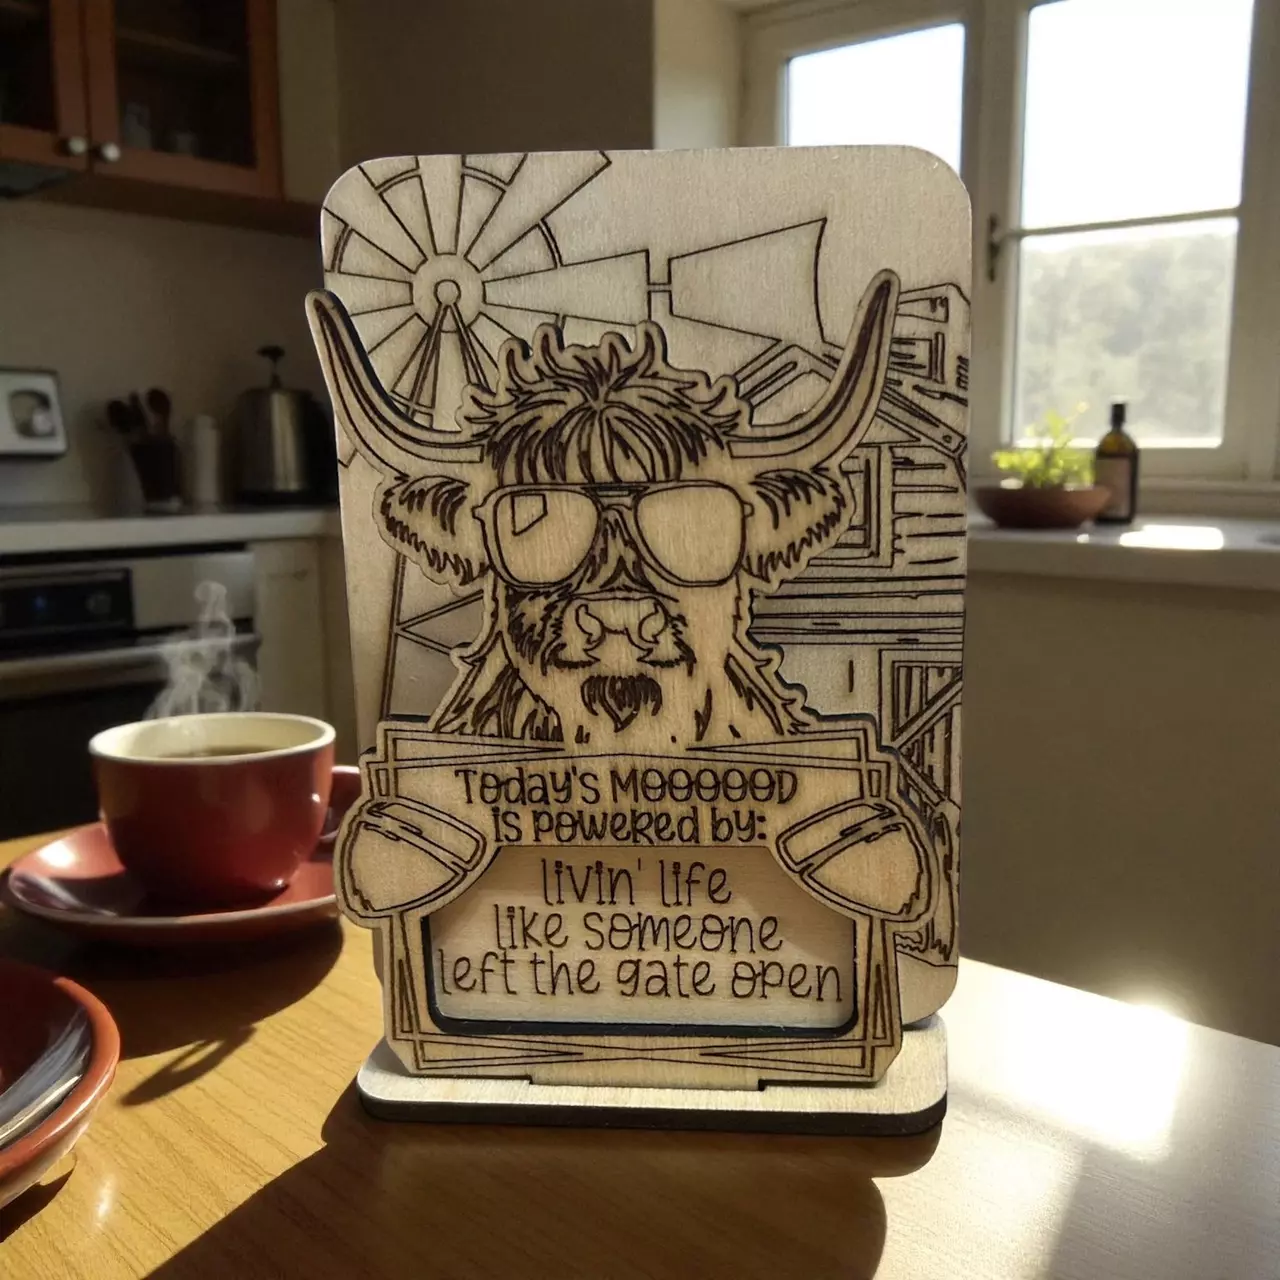 Today's MOOOOOD
is powered by:
livin' life
like someone
left the gate open